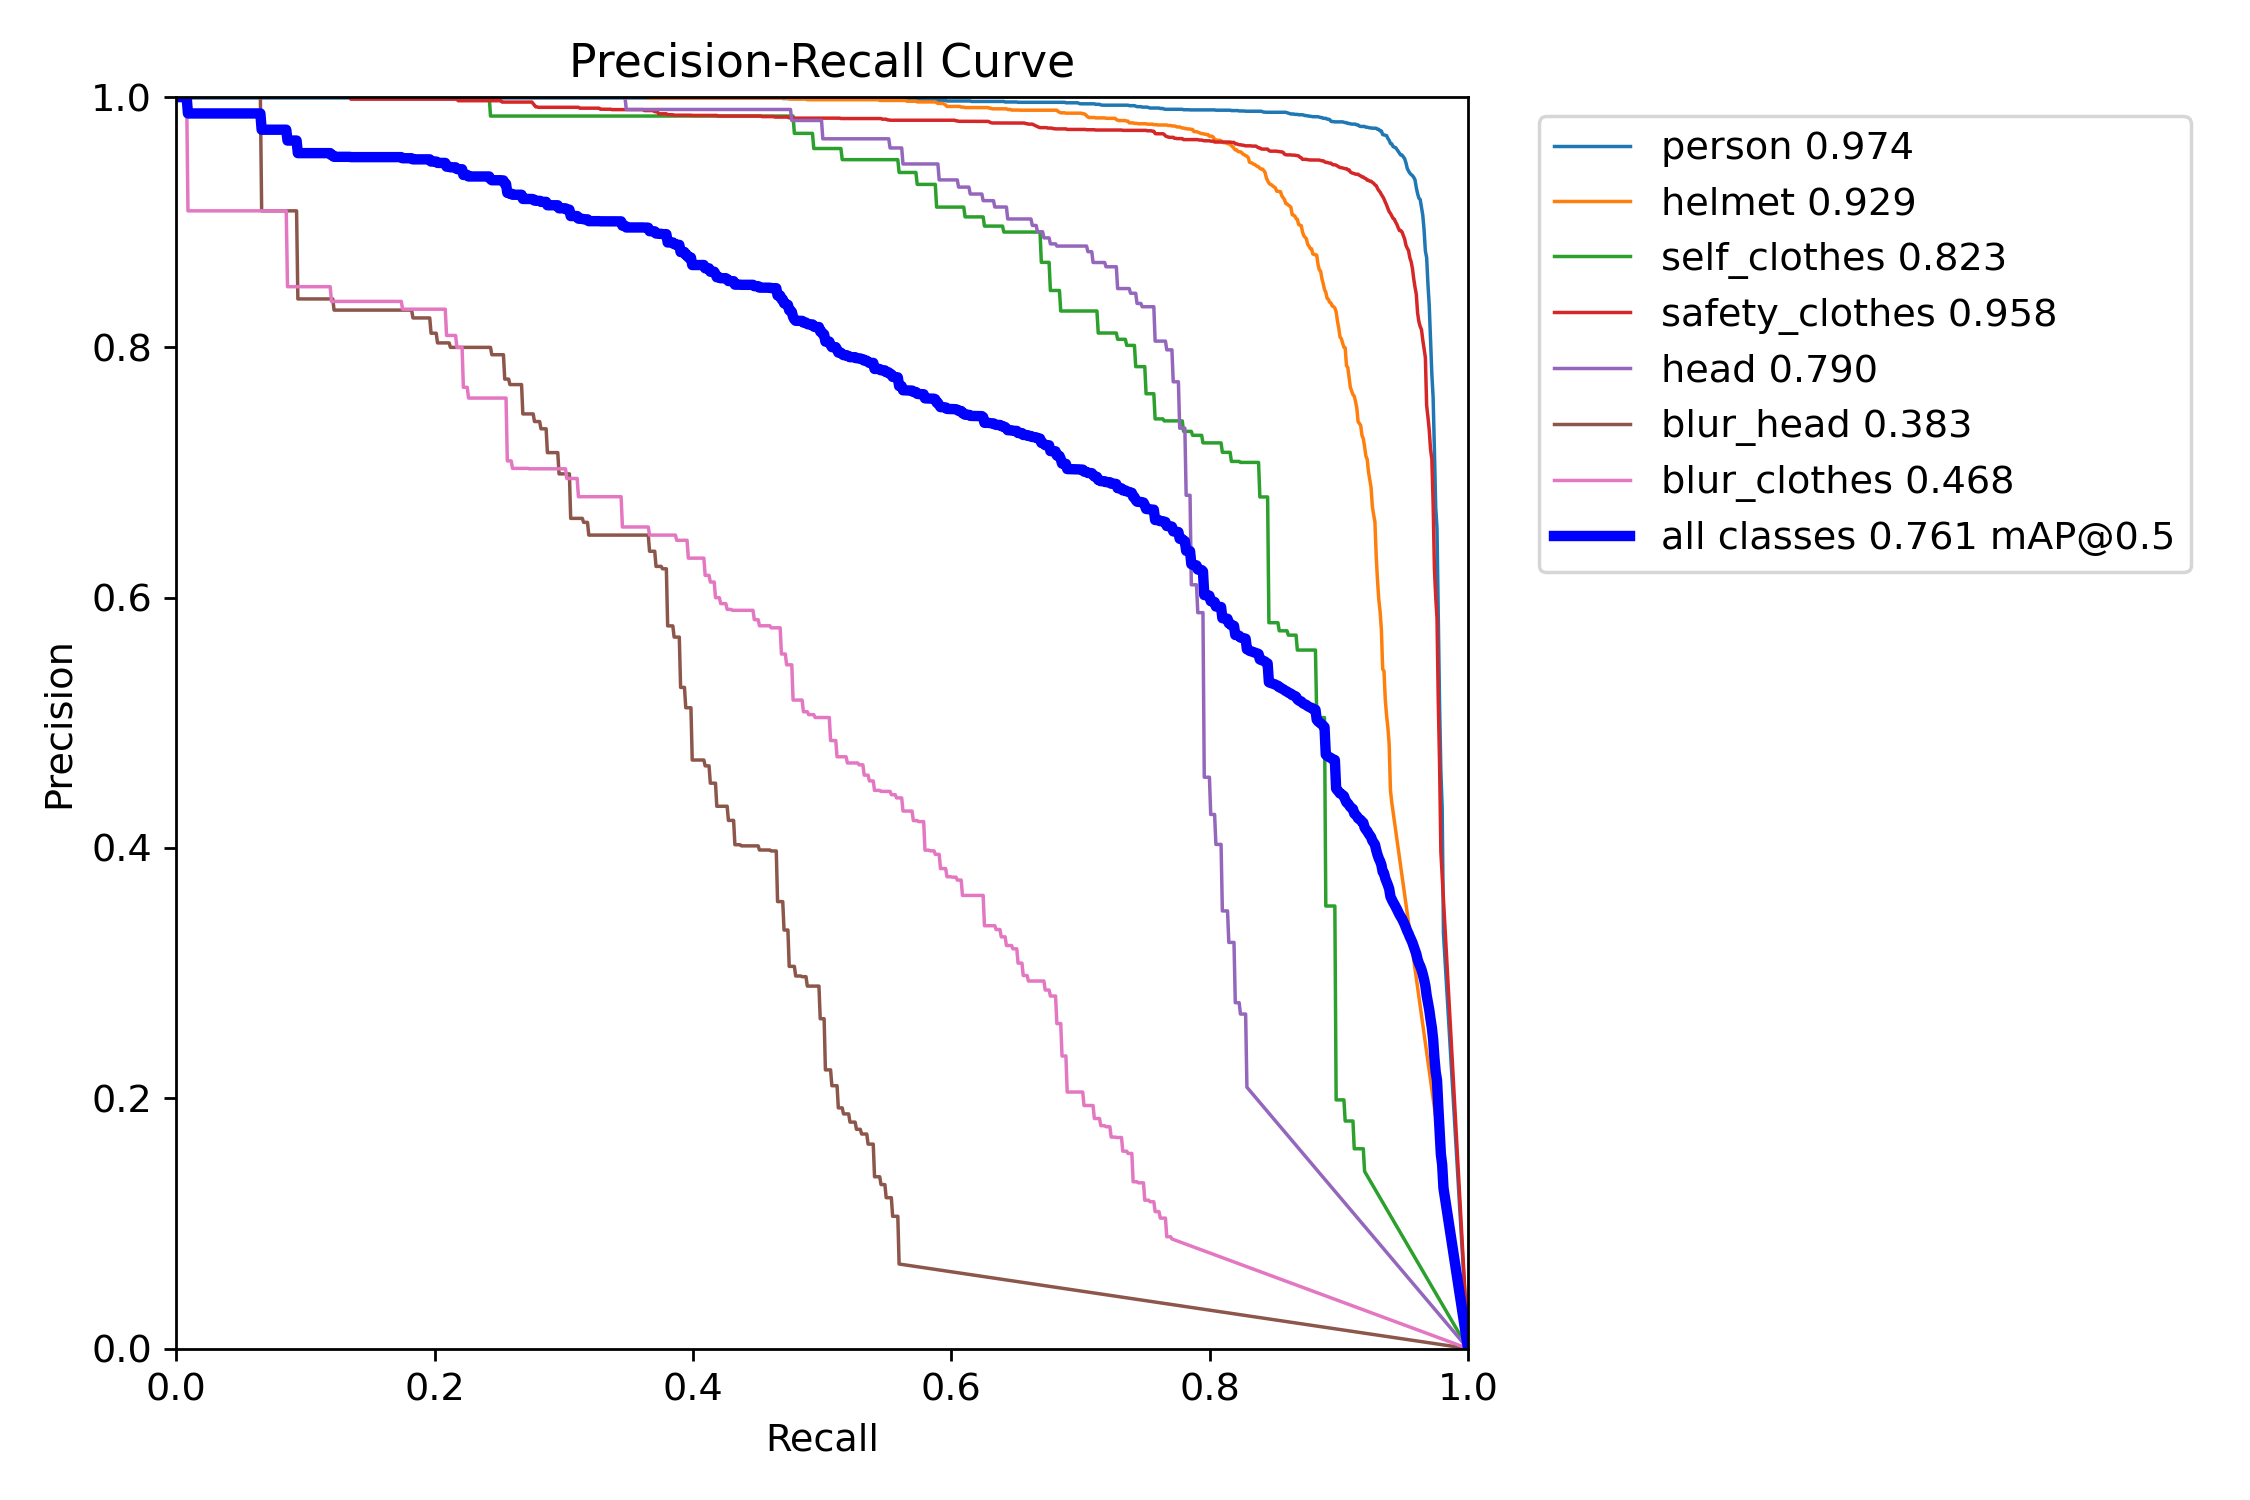 Precision-Recall Curve
1.0
0.8
0.6
0.4
0.2
0.0
Precision
0.0 0.2 0.4 0.6 0.8 1.0
Recall
person 0.974
helmet 0.929
self_clothes 0.823
safety_clothes 0.958
head 0.790
blur_head 0.383
blur_clothes 0.468
all classes 0.761 mAP@0.5